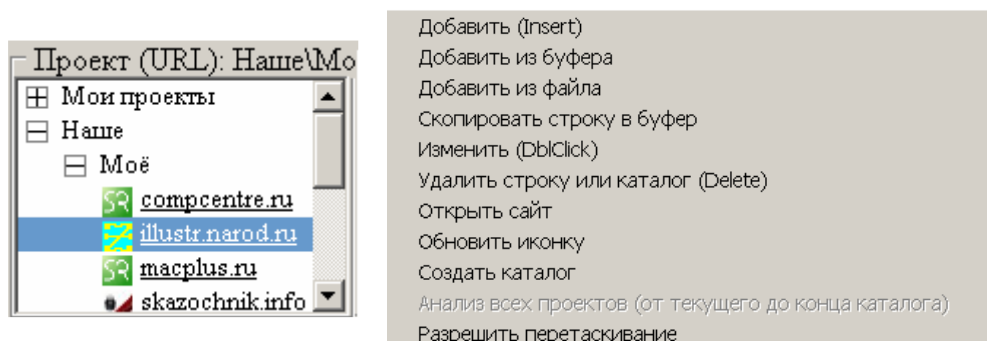 Проект (URL): Наше\Мо
Мои проекты
Наше
Моё
compcentre.ru
illustr.narod.ru
macplus.ru
skazochnik.info
Добавить (Insert)
Добавить из буфера
Добавить из файла
Скопировать строку в буфер
Изменить (DblClick)
Удалить строку или каталог (Delete)
Открыть сайт
Обновить иконку
Создать каталог
Анализ всех проектов (от текущего до конца каталога)
Разрешить перетаскивание